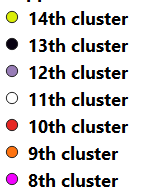 14th cluster
13th cluster
12th cluster
11th cluster
10th cluster
9th cluster
8th cluster